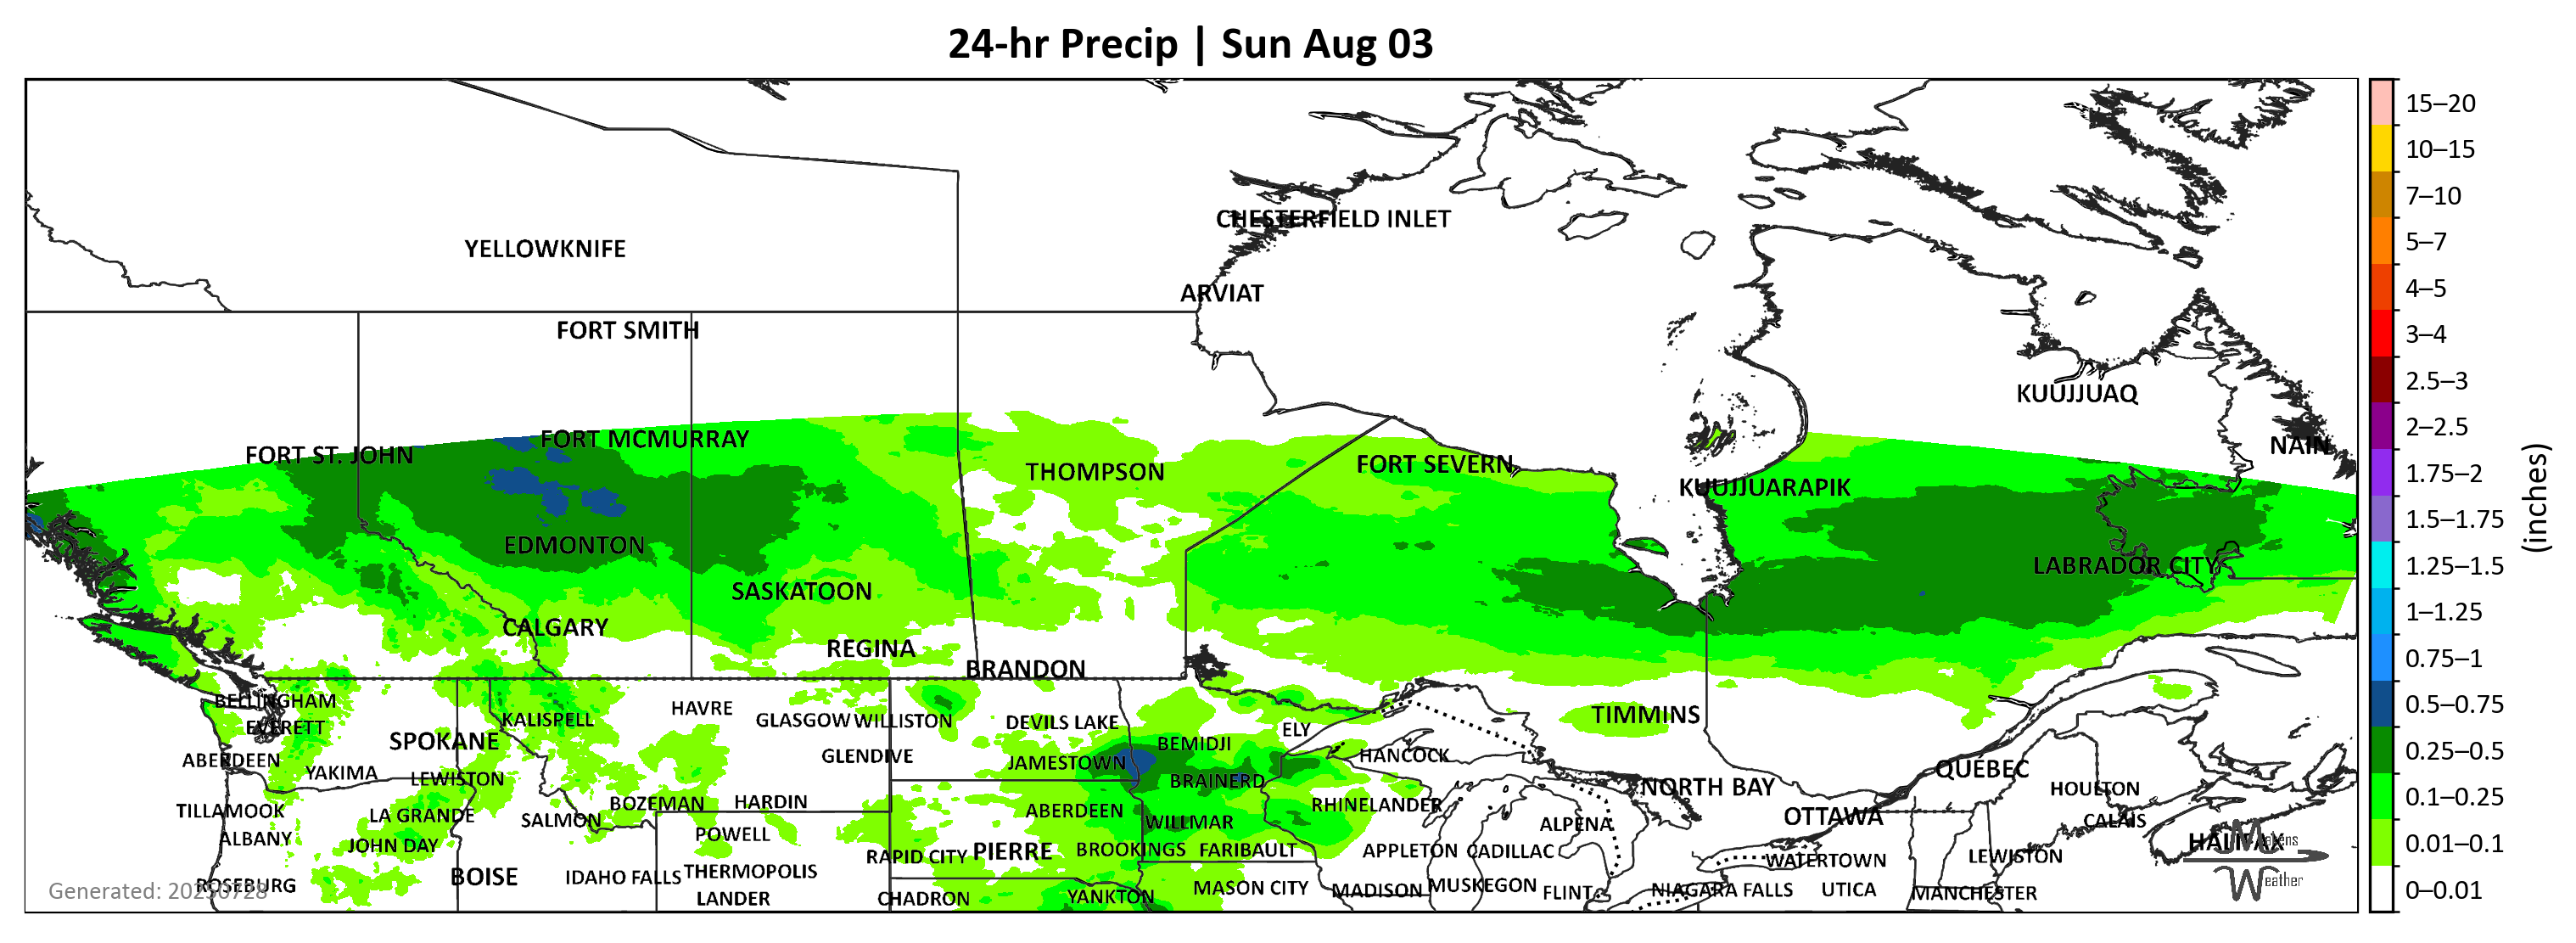 24-hr Precip | Sun Aug 03
15–20
10–15
CHESTERFIELD INLET
7–10
YELLOWKNIFE
5–7
ARVIAT
4–5
FORT SMITH
3–4
2.5–3
KUUJJUAQ
2–2.5
FORT MCMURRAY
NAIN
FORT ST. JOHN
FORT SEVERN
THOMPSON
1.75–2
KUUJJUARAPIK
(inches)
1.5–1.75
EDMONTON
LABRADOR CITY
1.25–1.5
SASKATOON
1–1.25
CALGARY
REGINA
0.75–1
BRANDON
BELLINGHAM
0.5–0.75
HAVRE
TIMMINS
KALISPELL
GLASGOW
WILLISTON
DEVILS LAKE
EVERETT
ELY
SPOKANE
BEMIDJI
0.25–0.5
GLENDIVE
HANCOCK
ABERDEEN
JAMESTOWN
QUÉBEC
YAKIMA
LEWISTON
BRAINERD
NORTH BAY
HOULTON
0.1–0.25
BOZEMAN
HARDIN
RHINELANDER
TILLAMOOK
LA GRANDE
ABERDEEN
OTTAWA
SALMON
WILLMAR
CALAIS
ALPENA
POWELL
ALBANY
HALIFAX
Makens
Weather
0.01–0.1
JOHN DAY
BROOKINGS
FARIBAULT
PIERRE
APPLETON
CADILLAC
RAPID CITY
LEWISTON
WATERTOWN
THERMOPOLIS
BOISE
IDAHO FALLS
ROSEBURG
MASON CITY
MUSKEGON
MADISON
FLINT
NIAGARA FALLS
UTICA
MANCHESTER
0–0.01
Generated: 20250728
LANDER
CHADRON
YANKTON